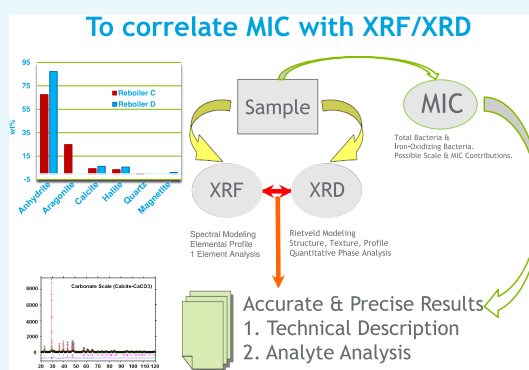 To correlate MIC with XRF/XRD
95
75
55
35
15
-5
wt%
Reboiler C
Reboiler D
Anhydrite
Aragonite
Calcite
Halite
Quartz
Magnetite
Sample
MIC
Total Bacteria &
Iron-Oxidizing Bacteria.
Possible Scale & MIC Contributions.
XRF
XRD
Spectral Modeling
Elemental Profile
1 Element Analysis
Rietveld Modeling
Structure, Texture, Profile
Quantitative Phase Analysis
Carbonate Scale (Calcite-CaCO3)
8000
6000
4000
2000
0
20 30 40 50 60 70 80 90 100 110 120
Accurate & Precise Results
1. Technical Description
2. Analyte Analysis